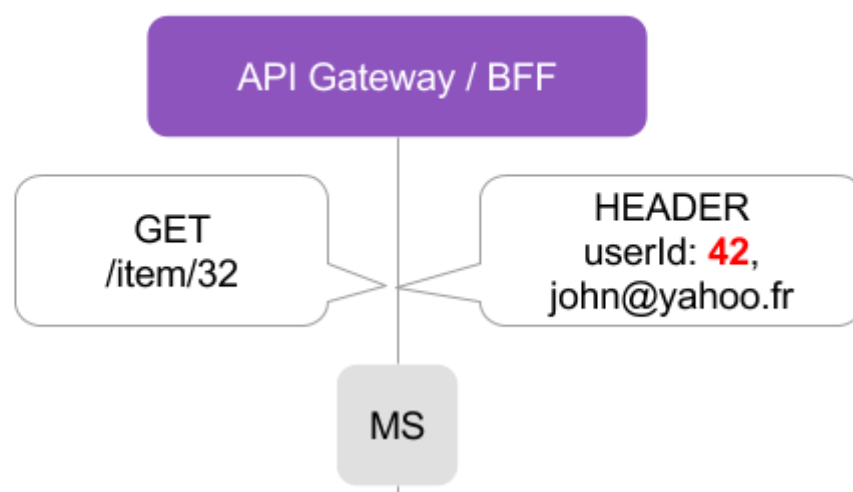 API Gateway / BFF
GET
/item/32
HEADER
userId: 42,
john@yahoo.fr
MS